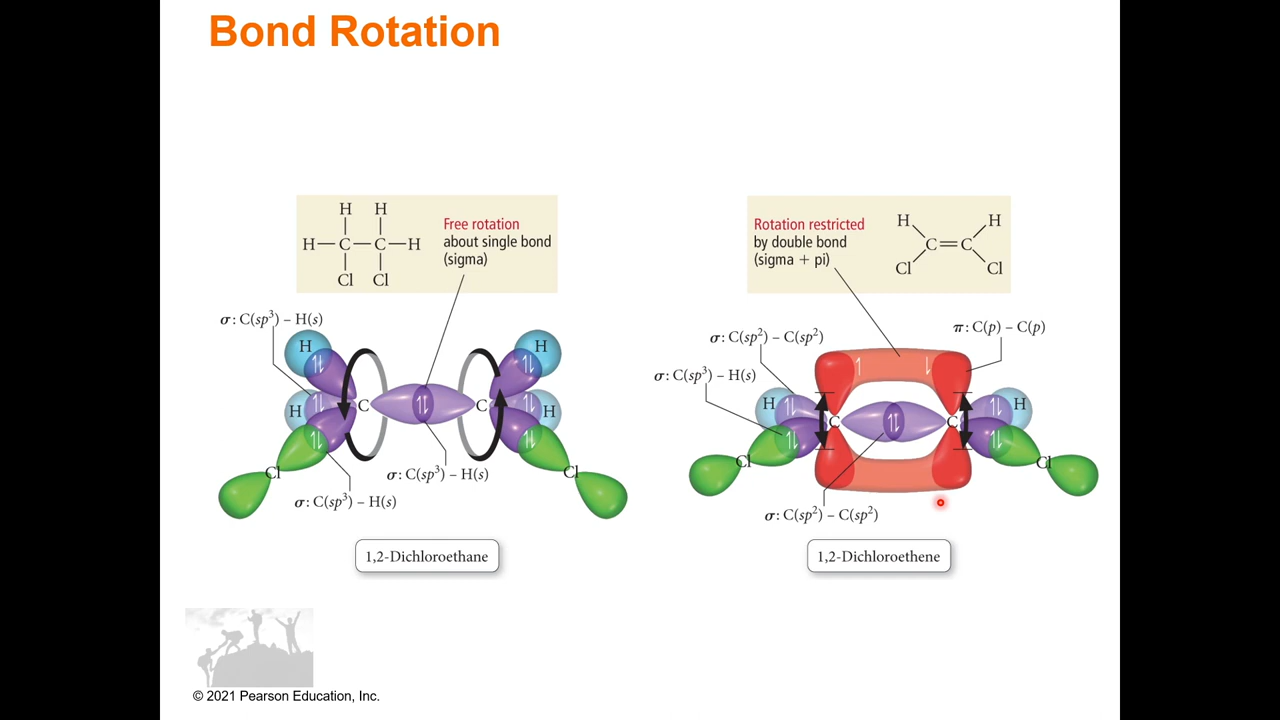 Bond Rotation
H H
H—C—C—H
Cl Cl
Free rotation
about single bond
(sigma)
σ: C(sp³) – H(s)
H
H
H
H
C
C
Cl
Cl
σ: C(sp³) – H(s)
σ: C(sp³) – H(s)
1,2-Dichloroethane
Rotation restricted
by double bond
(sigma + pi)
H H
C=C
Cl Cl
σ: C(sp²) – C(sp²)
π: C(p) – C(p)
σ: C(sp³) – H(s)
H
H
C
C
Cl
Cl
σ: C(sp²) – C(sp²)
1,2-Dichloroethene
© 2021 Pearson Education, Inc.